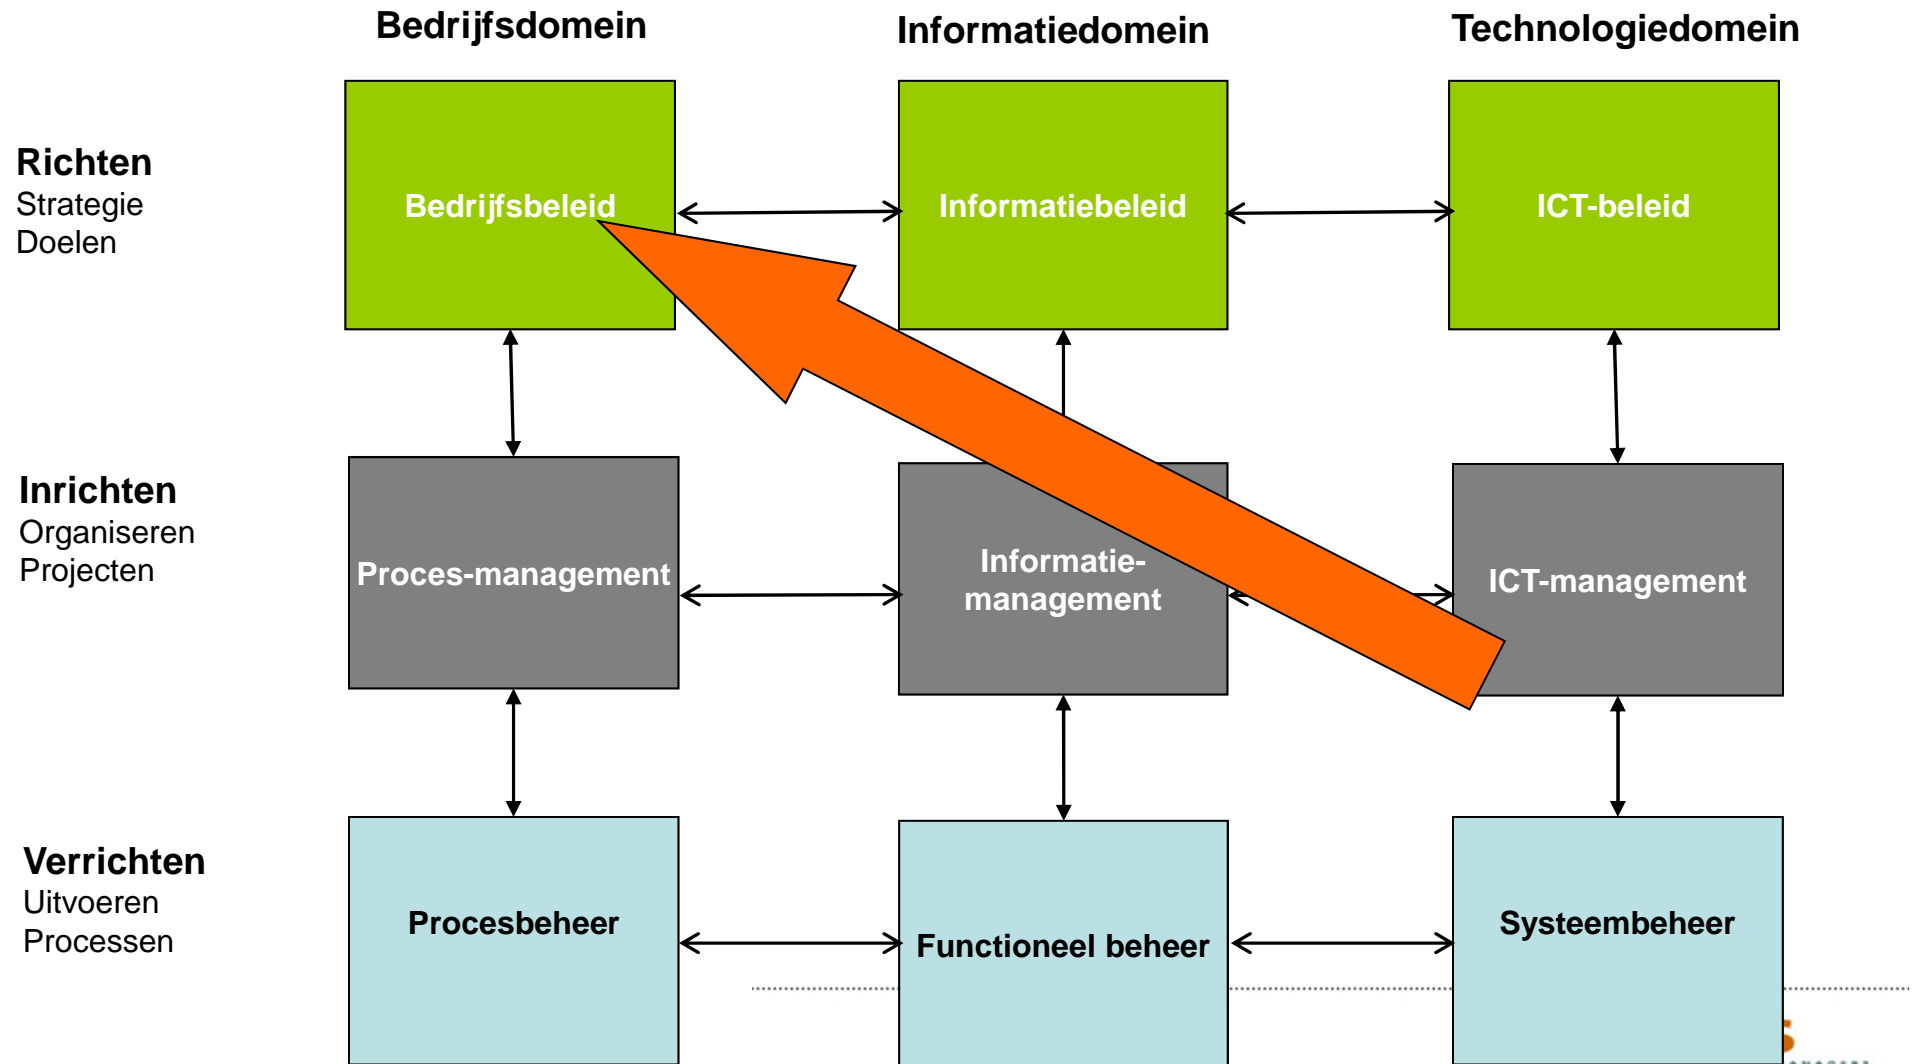 Bedrijfsdomein
Informatiedomein
Technologiedomein
Richten
Strategie
Doelen
Bedrijfsbeleid
Informatiebeleid
ICT-beleid
Inrichten
Organiseren
Projecten
Proces-management
Informatie-
management
ICT-management
Verrichten
Uitvoeren
Processen
Procesbeheer
Functioneel beheer
Systeembeheer